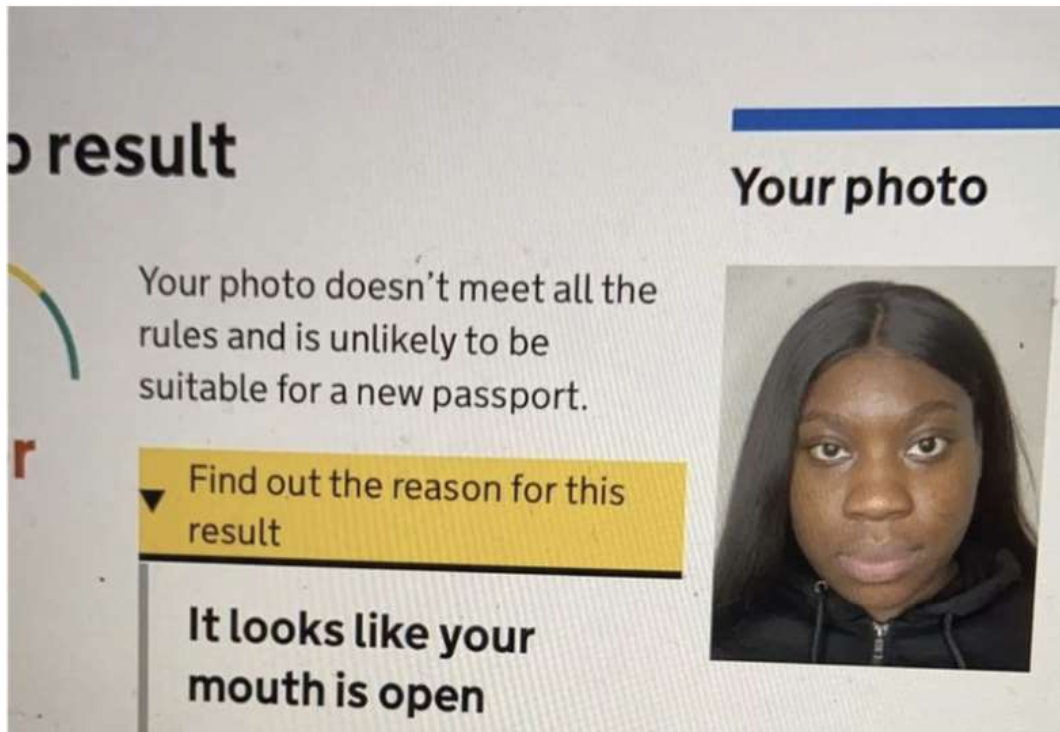 result
Your photo
Your photo doesn't meet all the
rules and is unlikely to be
suitable for a new passport.
Find out the reason for this
result
It looks like your
mouth is open